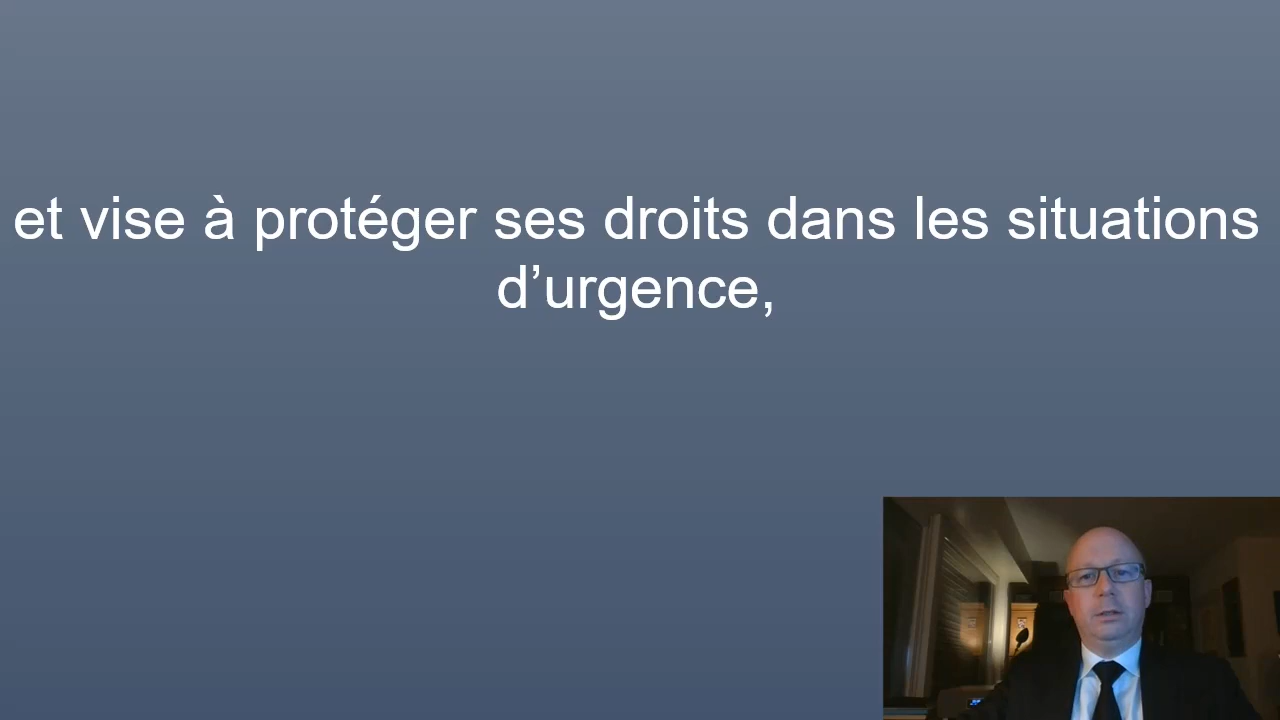 et vise à protéger ses droits dans les situations
d’urgence,